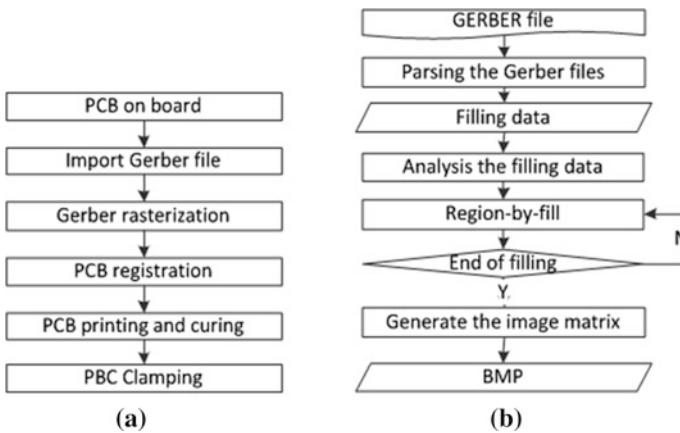 PCB on board
Import Gerber file
Gerber rasterization
PCB registration
PCB printing and curing
PBC Clamping
(a)
GERBER file
Parsing the Gerber files
Filling data
Analysis the filling data
Region-by-fill
N
End of filling
Y
Generate the image matrix
BMP
(b)